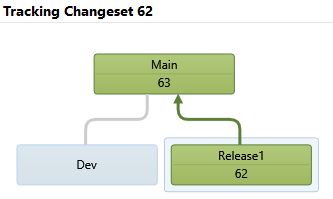 Tracking Changeset 62
Main
63
Dev
Release1
62